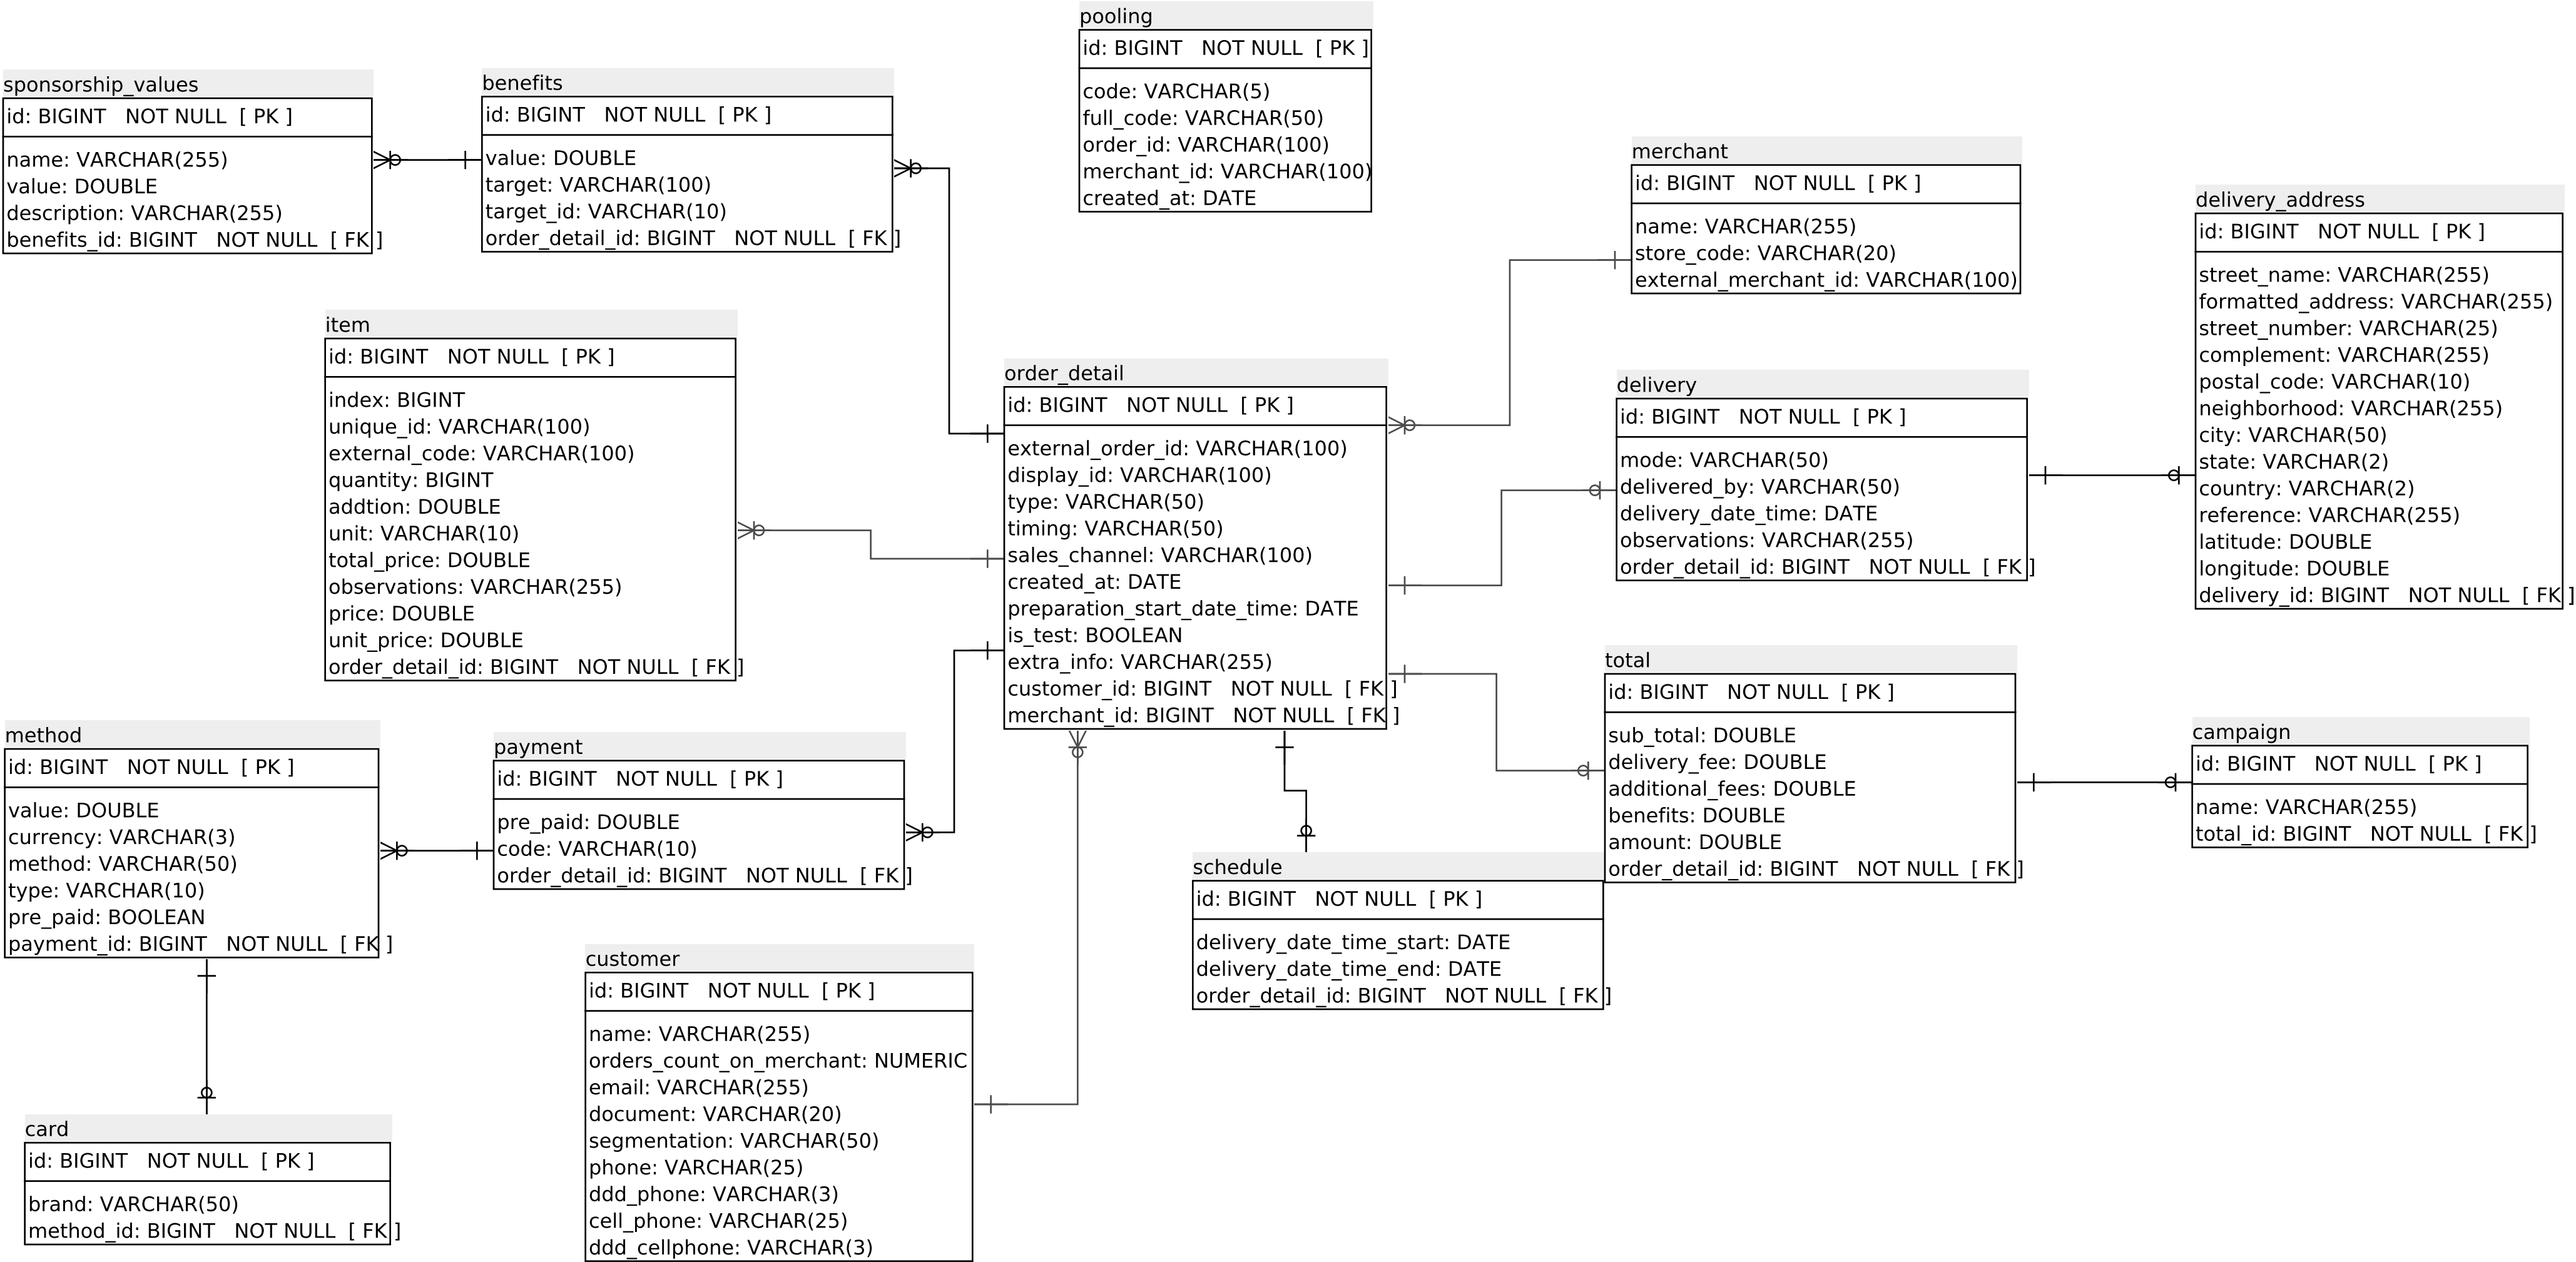 pooling
id: BIGINT NOT NULL [ PK ]
code: VARCHAR(5)
full_code: VARCHAR(50)
order_id: VARCHAR(100)
merchant_id: VARCHAR(100)
created_at: DATE
sponsorship_values
id: BIGINT NOT NULL [ PK ]
name: VARCHAR(255)
value: DOUBLE
description: VARCHAR(255)
benefits_id: BIGINT NOT NULL [ FK ]
benefits
id: BIGINT NOT NULL [ PK ]
value: DOUBLE
target: VARCHAR(100)
target_id: VARCHAR(10)
order_detail_id: BIGINT NOT NULL [ FK ]
merchant
id: BIGINT NOT NULL [ PK ]
name: VARCHAR(255)
store_code: VARCHAR(20)
external_merchant_id: VARCHAR(100)
delivery_address
id: BIGINT NOT NULL [ PK ]
street_name: VARCHAR(255)
formatted_address: VARCHAR(255)
street_number: VARCHAR(25)
complement: VARCHAR(255)
postal_code: VARCHAR(10)
neighborhood: VARCHAR(255)
city: VARCHAR(50)
state: VARCHAR(2)
country: VARCHAR(2)
reference: VARCHAR(255)
latitude: DOUBLE
longitude: DOUBLE
delivery_id: BIGINT NOT NULL [ FK ]
item
id: BIGINT NOT NULL [ PK ]
index: BIGINT
unique_id: VARCHAR(100)
external_code: VARCHAR(100)
quantity: BIGINT
addtion: DOUBLE
unit: VARCHAR(10)
total_price: DOUBLE
observations: VARCHAR(255)
price: DOUBLE
unit_price: DOUBLE
order_detail_id: BIGINT NOT NULL [ FK ]
order_detail
id: BIGINT NOT NULL [ PK ]
external_order_id: VARCHAR(100)
display_id: VARCHAR(100)
type: VARCHAR(50)
timing: VARCHAR(50)
sales_channel: VARCHAR(100)
created_at: DATE
preparation_start_date_time: DATE
is_test: BOOLEAN
extra_info: VARCHAR(255)
customer_id: BIGINT NOT NULL [ FK ]
merchant_id: BIGINT NOT NULL [ FK ]
delivery
id: BIGINT NOT NULL [ PK ]
mode: VARCHAR(50)
delivered_by: VARCHAR(50)
delivery_date_time: DATE
observations: VARCHAR(255)
order_detail_id: BIGINT NOT NULL [ FK ]
total
id: BIGINT NOT NULL [ PK ]
sub_total: DOUBLE
delivery_fee: DOUBLE
additional_fees: DOUBLE
benefits: DOUBLE
amount: DOUBLE
order_detail_id: BIGINT NOT NULL [ FK ]
campaign
id: BIGINT NOT NULL [ PK ]
name: VARCHAR(255)
total_id: BIGINT NOT NULL [ FK ]
method
id: BIGINT NOT NULL [ PK ]
value: DOUBLE
currency: VARCHAR(3)
method: VARCHAR(50)
type: VARCHAR(10)
pre_paid: BOOLEAN
payment_id: BIGINT NOT NULL [ FK ]
payment
id: BIGINT NOT NULL [ PK ]
pre_paid: DOUBLE
code: VARCHAR(10)
order_detail_id: BIGINT NOT NULL [ FK ]
schedule
id: BIGINT NOT NULL [ PK ]
delivery_date_time_start: DATE
delivery_date_time_end: DATE
order_detail_id: BIGINT NOT NULL [ FK ]
customer
id: BIGINT NOT NULL [ PK ]
name: VARCHAR(255)
orders_count_on_merchant: NUMERIC
email: VARCHAR(255)
document: VARCHAR(20)
segmentation: VARCHAR(50)
phone: VARCHAR(25)
ddd_phone: VARCHAR(3)
cell_phone: VARCHAR(25)
ddd_cellphone: VARCHAR(3)
card
id: BIGINT NOT NULL [ PK ]
brand: VARCHAR(50)
method_id: BIGINT NOT NULL [ FK ]